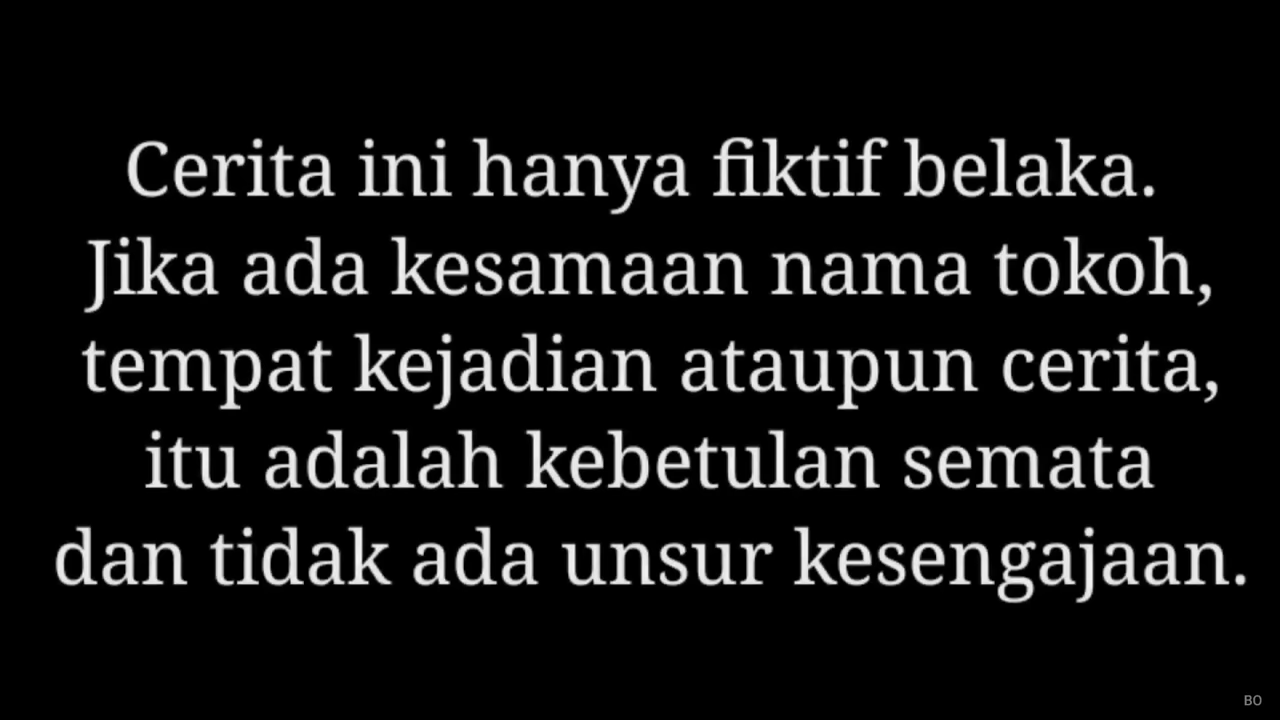 Cerita ini hanya fiktif belaka.
Jika ada kesamaan nama tokoh,
tempat kejadian ataupun cerita,
itu adalah kebetulan semata
dan tidak ada unsur kesengajaan.
BO